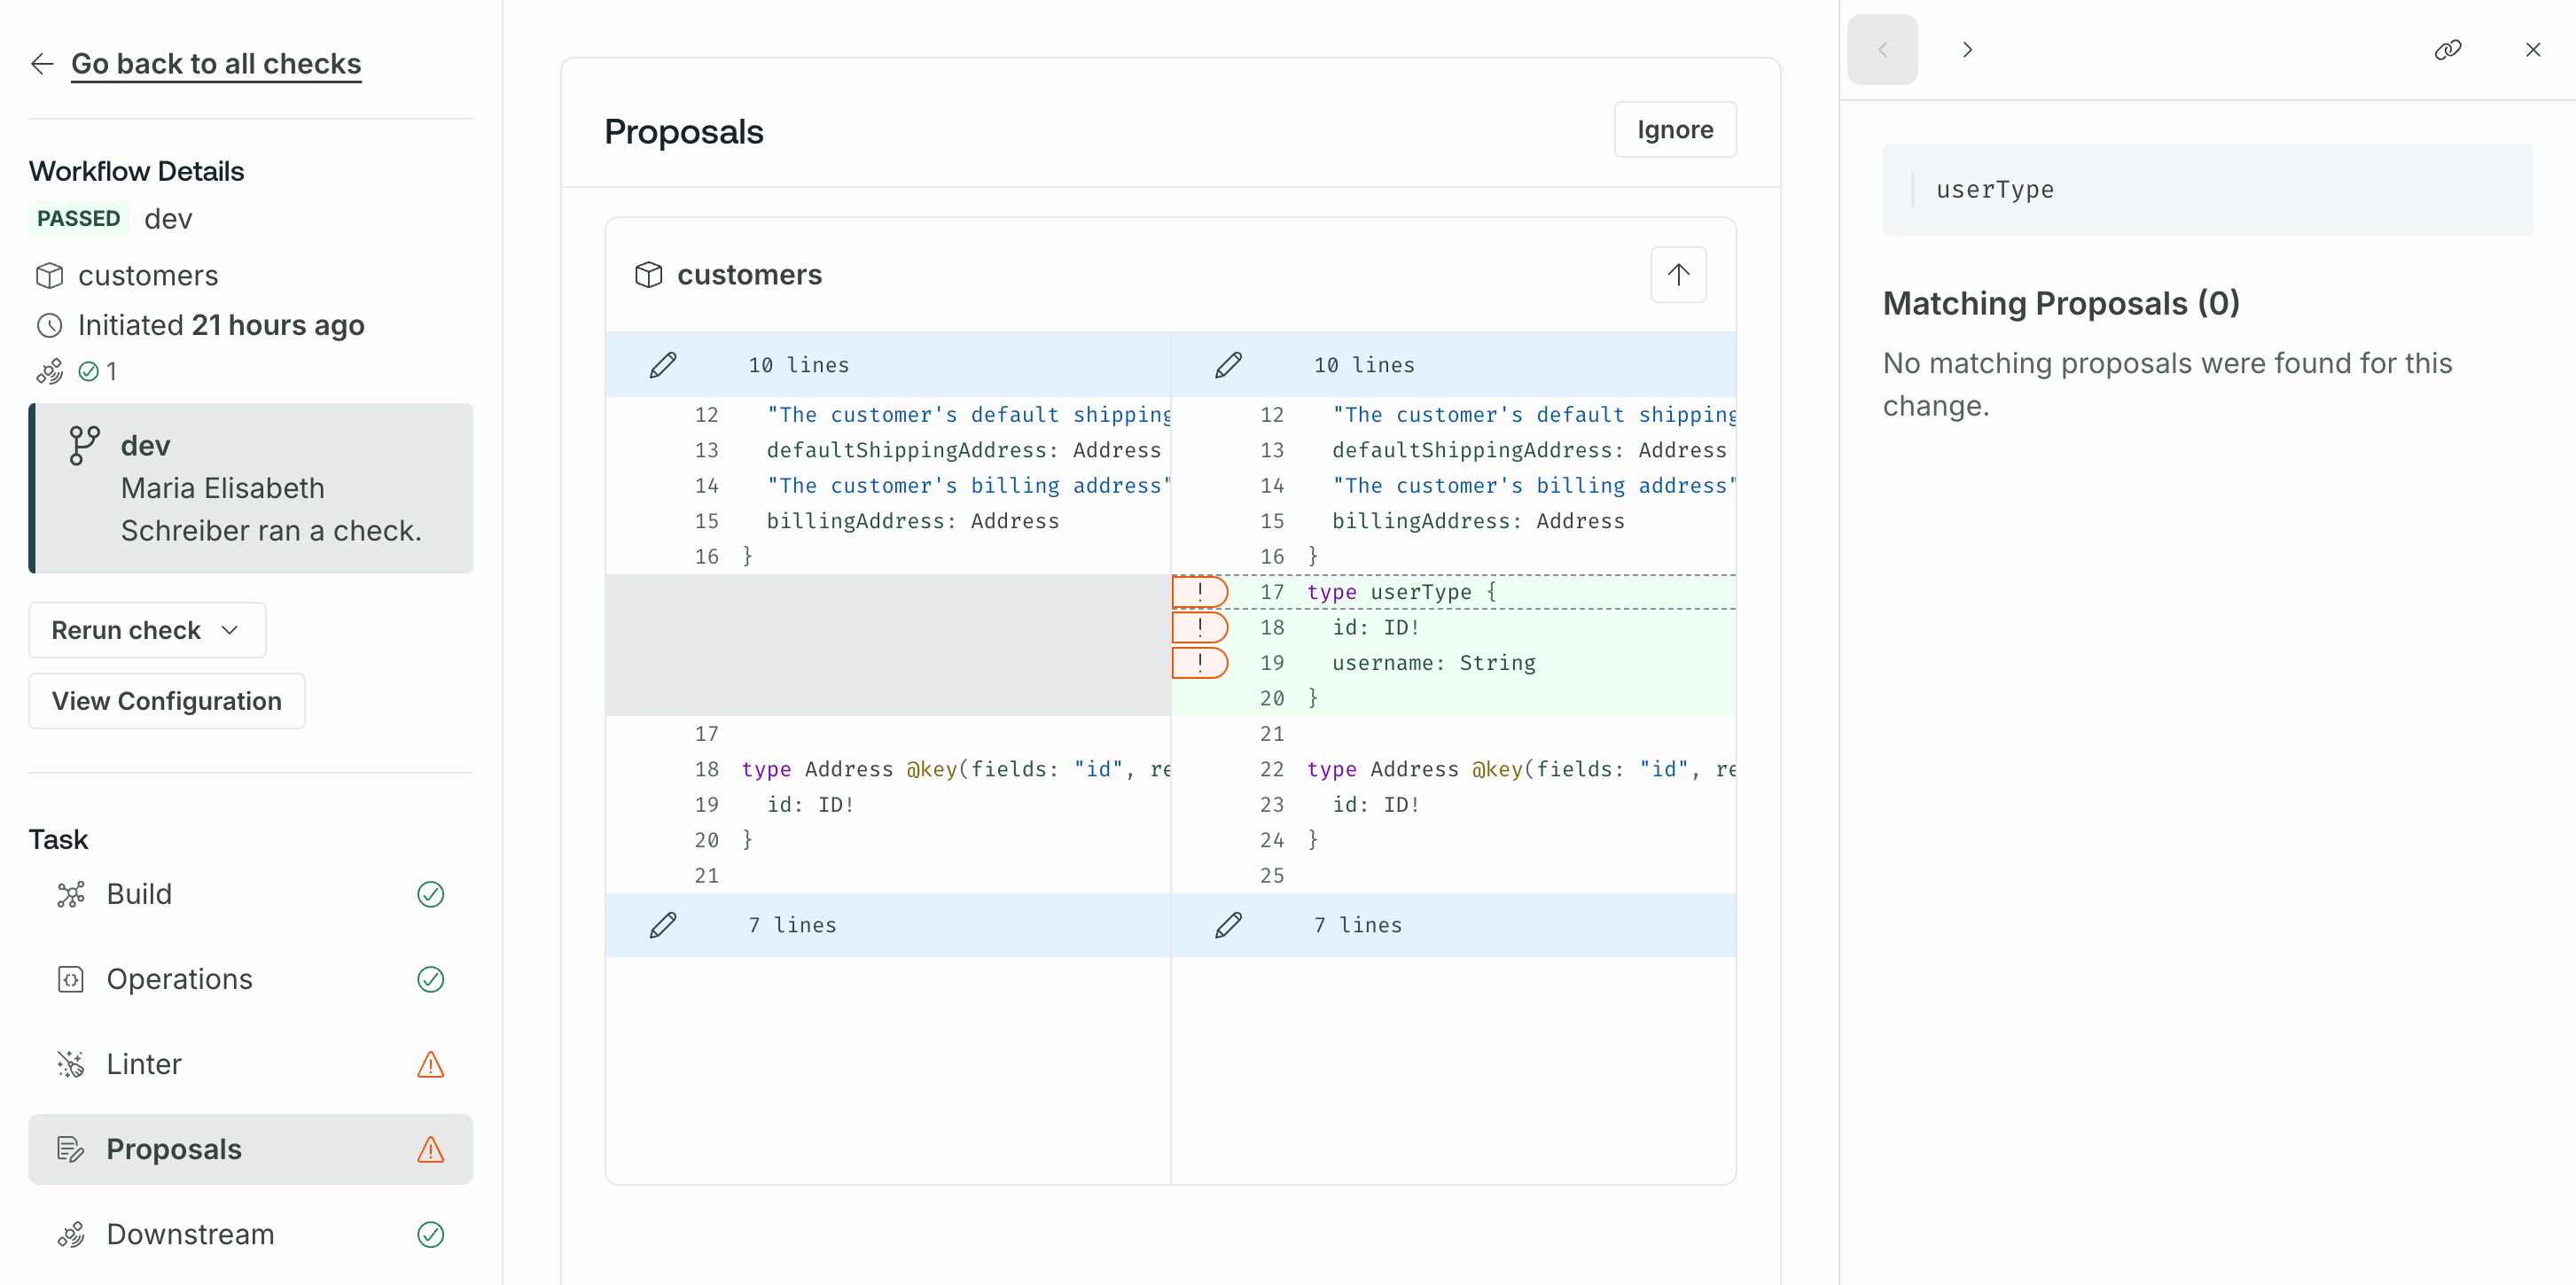 Go back to all checks
Workflow Details
PASSED dev
customers
Initiated 21 hours ago
1
dev
Maria Elisabeth
Schreiber ran a check.
Rerun check
View Configuration
Task
Build
Operations
Linter
Proposals
Downstream
Proposals
Ignore
customers
10 lines
12 "The customer's default shipping
13 defaultShippingAddress: Address
14 "The customer's billing address"
15 billingAddress: Address
16 }
17
18 type Address @key(fields: "id", re
19 id: ID!
20 }
21
7 lines
10 lines
12 "The customer's default shipping
13 defaultShippingAddress: Address
14 "The customer's billing address"
15 billingAddress: Address
16 }
! 17 type userType {
! 18 id: ID!
! 19 username: String
20 }
21
22 type Address @key(fields: "id", re
23 id: ID!
24 }
25
7 lines
userType
Matching Proposals (0)
No matching proposals were found for this
change.